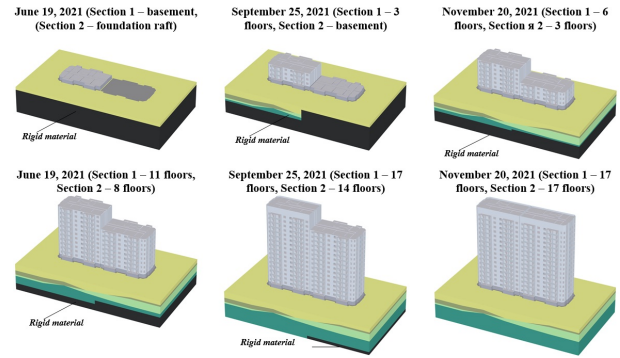 June 19, 2021 (Section 1 – basement,
(Section 2 – foundation raft)
Rigid material
September 25, 2021 (Section 1 – 3
floors, Section 2 – basement)
Rigid material
November 20, 2021 (Section 1 – 6
floors, Section я 2 – 3 floors)
Rigid material
June 19, 2021 (Section 1 – 11 floors,
Section 2 – 8 floors)
Rigid material
September 25, 2021 (Section 1 – 17
floors, Section 2 – 14 floors)
Rigid material
November 20, 2021 (Section 1 – 17
floors, Section 2 – 17 floors)